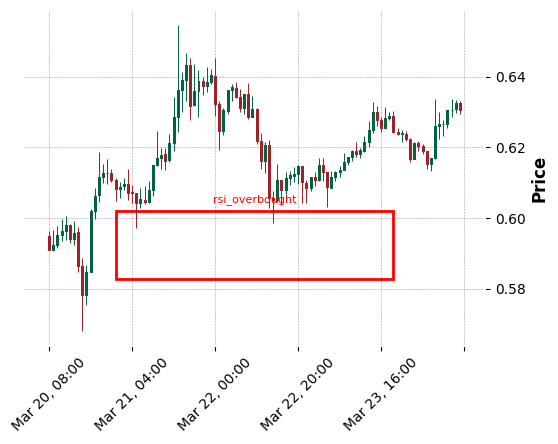 rsi_overbought
0.64
0.62
0.60
0.58
Price
Mar 20, 08:00
Mar 21, 04:00
Mar 22, 00:00
Mar 22, 20:00
Mar 23, 16:00